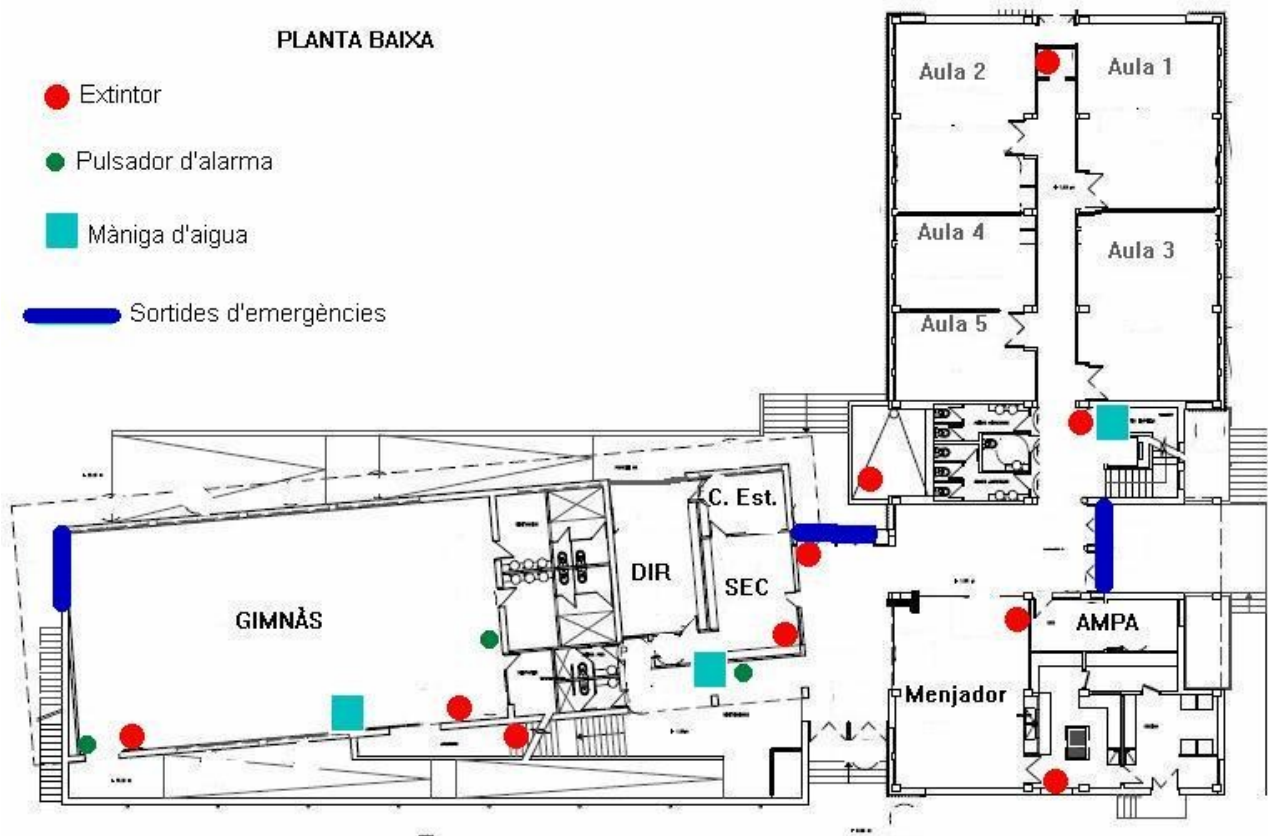 PLANTA BAIXA
Extintor
Pulsador d'alarma
Màniga d'aigua
Sortides d'emergències
Aula 2
Aula 1
Aula 4
Aula 3
Aula 5
C. Est.
DIR
SEC
GIMNÀS
AMPA
Menjador